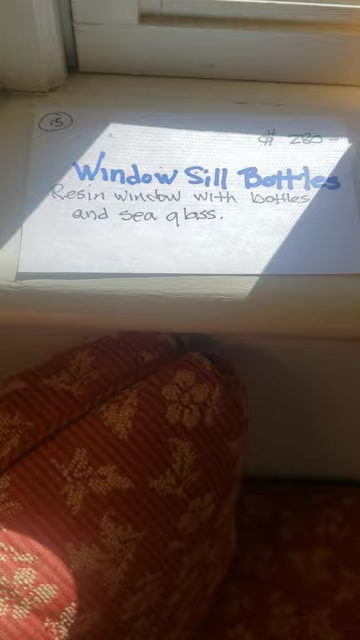 15
$ 280-
Window Sill Bottles
Resin window with bottles
and sea glass.